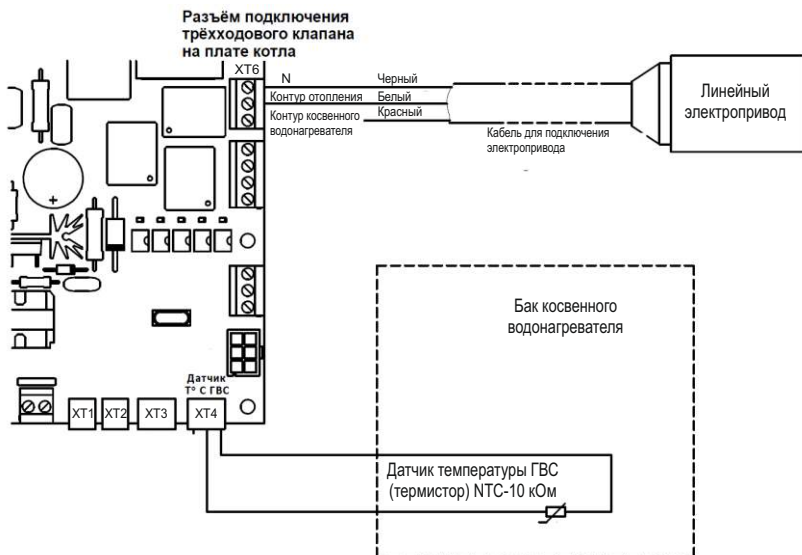 Разъём подключения
трёхходового клапана
на плате котла
XT6
N
Черный
Контур отопления
Белый
Контур косвенного
водонагревателя
Красный
Кабель для подключения
электропривода
Линейный
электропривод
Бак косвенного
водонагревателя
Датчик
Т° С ГВС
XT1
XT2
XT3
XT4
Датчик температуры ГВС
(термистор) NTC-10 кОм